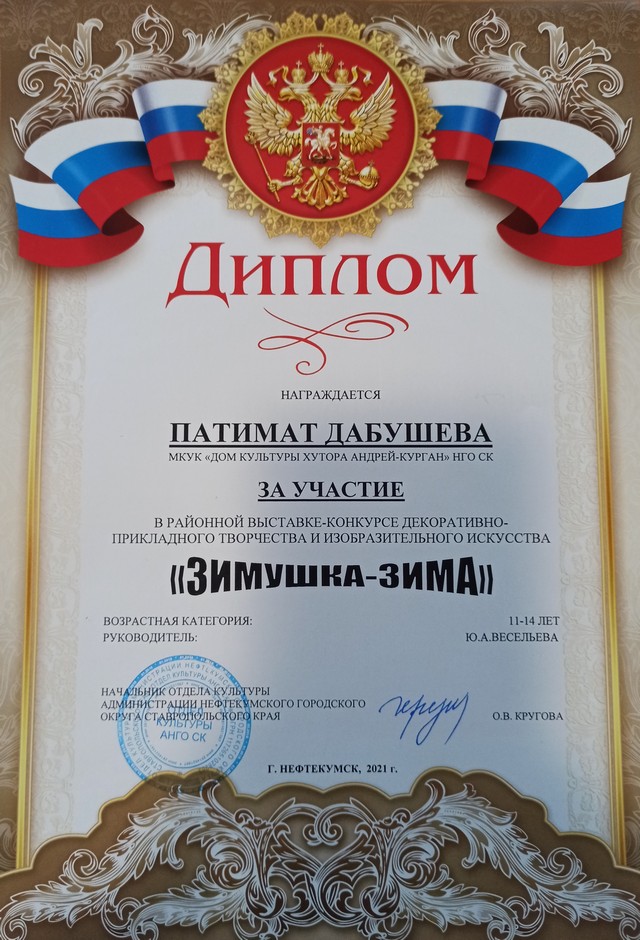 Диплом
НАГРАЖДАЕТСЯ
ПАТИМАТ ДАБУШЕВА
МКУК «ДОМ КУЛЬТУРЫ ХУТОРА АНДРЕЙ-КУРГАН» НГО СК
ЗА УЧАСТИЕ
В РАЙОННОЙ ВЫСТАВКЕ-КОНКУРСЕ ДЕКОРАТИВНО-
ПРИКЛАДНОГО ТВОРЧЕСТВА И ИЗОБРАЗИТЕЛЬНОГО ИСКУССТВА
«ЗИМУШКА-ЗИМА»
ВОЗРАСТНАЯ КАТЕГОРИЯ: 11-14 ЛЕТ
РУКОВОДИТЕЛЬ: Ю.А.ВЕСЕЛЬЕВА
НАЧАЛЬНИК ОТДЕЛА КУЛЬТУРЫ
АДМИНИСТРАЦИИ НЕФТЕКУМСКОГО ГОРОДСКОГО
ОКРУГА СТАВРОПОЛЬСКОГО КРАЯ О.В. КРУГОВА
ОТДЕЛ
КУЛЬТУРЫ
АНГО СК
Г. НЕФТЕКУМСК, 2021 г.